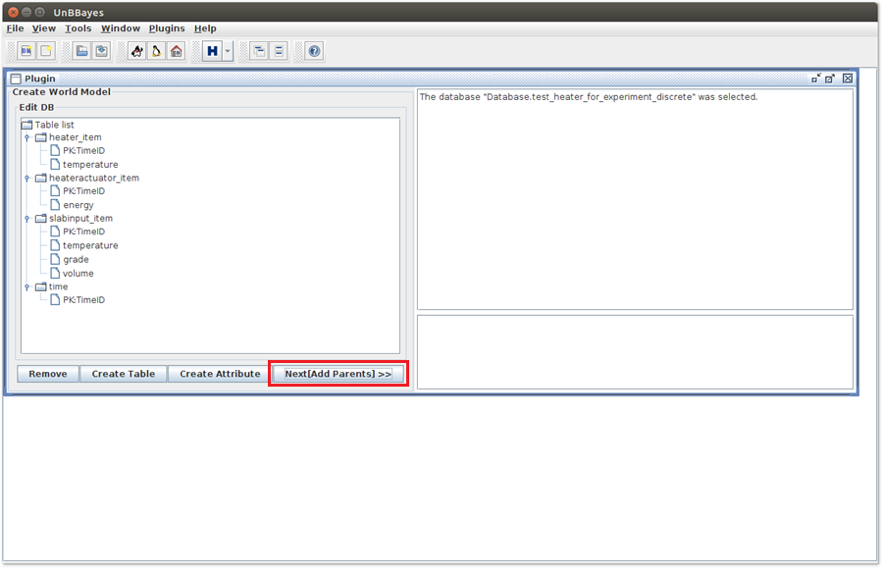 UnBBayes
File View Tools Window Plugins Help
H
?
Plugin
Create World Model
Edit DB
Table list
heater_item
PK:TimeID
temperature
heateractuator_item
PK:TimeID
energy
slabinput_item
PK:TimeID
temperature
grade
volume
time
PK:TimeID
Remove Create Table Create Attribute Next[Add Parents] >>
The database "Database.test_heater_for_experiment_discrete" was selected.